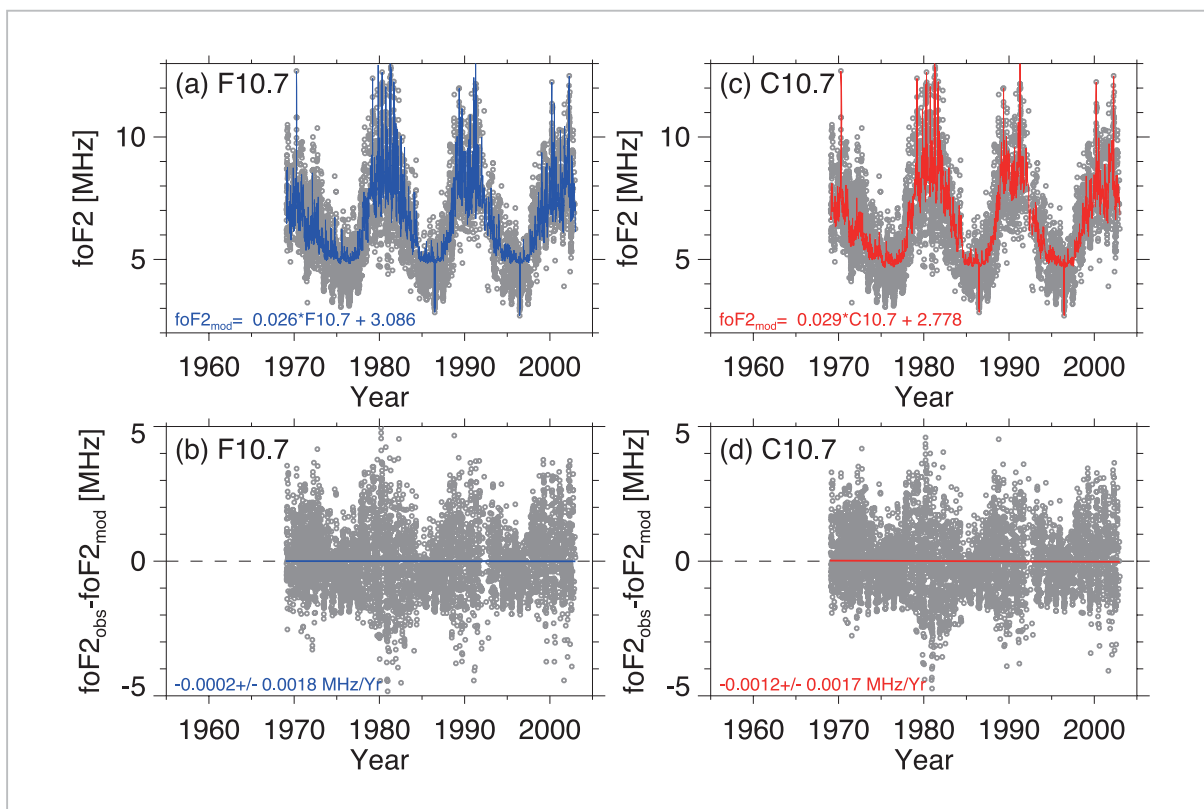 (a) F10.7
foF2 [MHz]
10
5
foF2mod= 0.026*F10.7 + 3.086
1960 1970 1980 1990 2000
Year
(c) C10.7
foF2 [MHz]
10
5
foF2mod= 0.029*C10.7 + 2.778
1960 1970 1980 1990 2000
Year
(b) F10.7
foF2obs-foF2mod [MHz]
5
0
-5
-0.0002+/- 0.0018 MHz/Yr
1960 1970 1980 1990 2000
Year
(d) C10.7
foF2obs-foF2mod [MHz]
5
0
-5
-0.0012+/- 0.0017 MHz/Yr
1960 1970 1980 1990 2000
Year